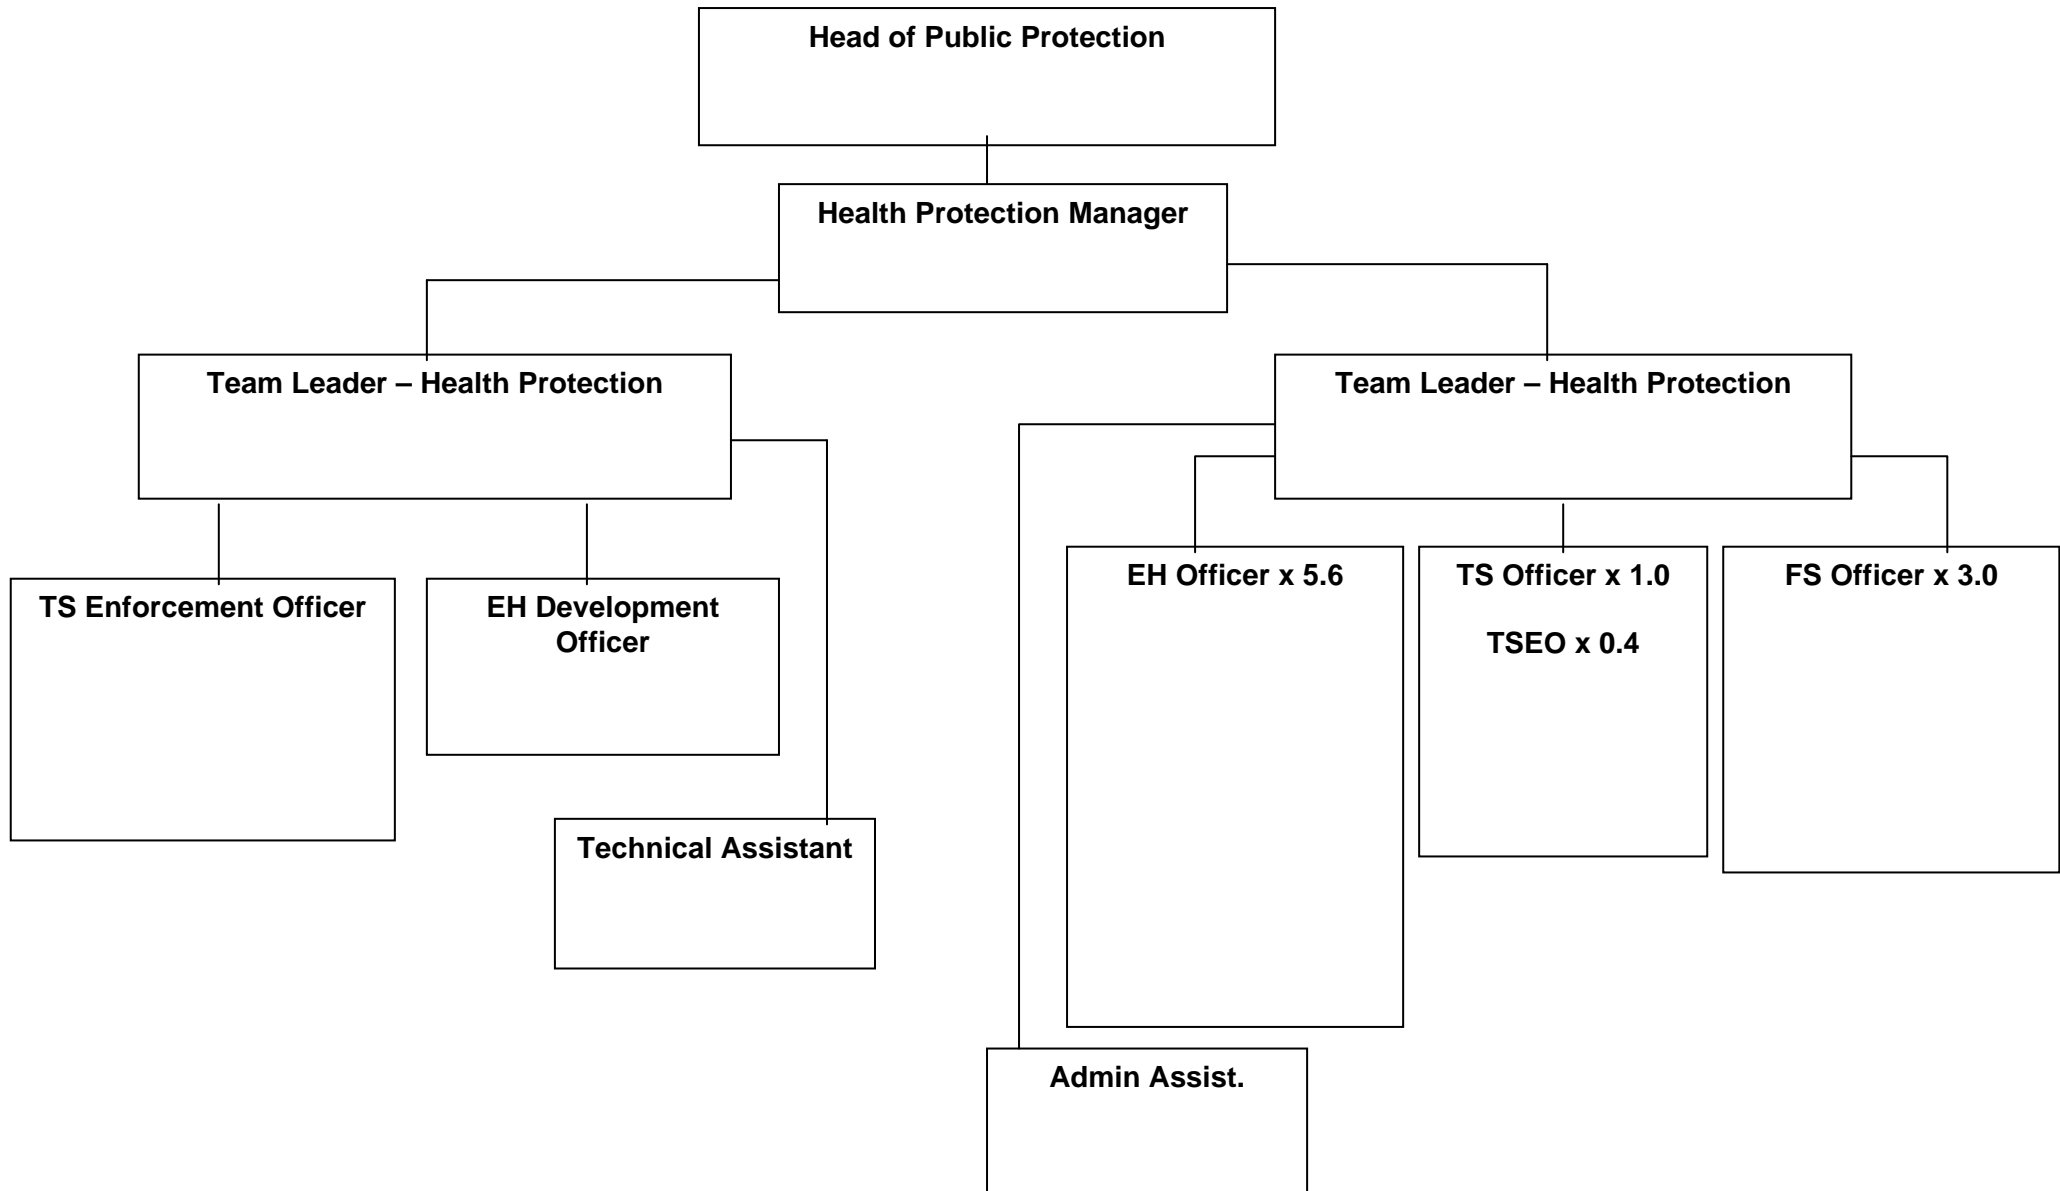 Head of Public Protection
Health Protection Manager
Team Leader – Health Protection
Team Leader – Health Protection
EH Officer x 5.6
TS Officer x 1.0
TSEO x 0.4
FS Officer x 3.0
TS Enforcement Officer
EH Development
Officer
Technical Assistant
Admin Assist.